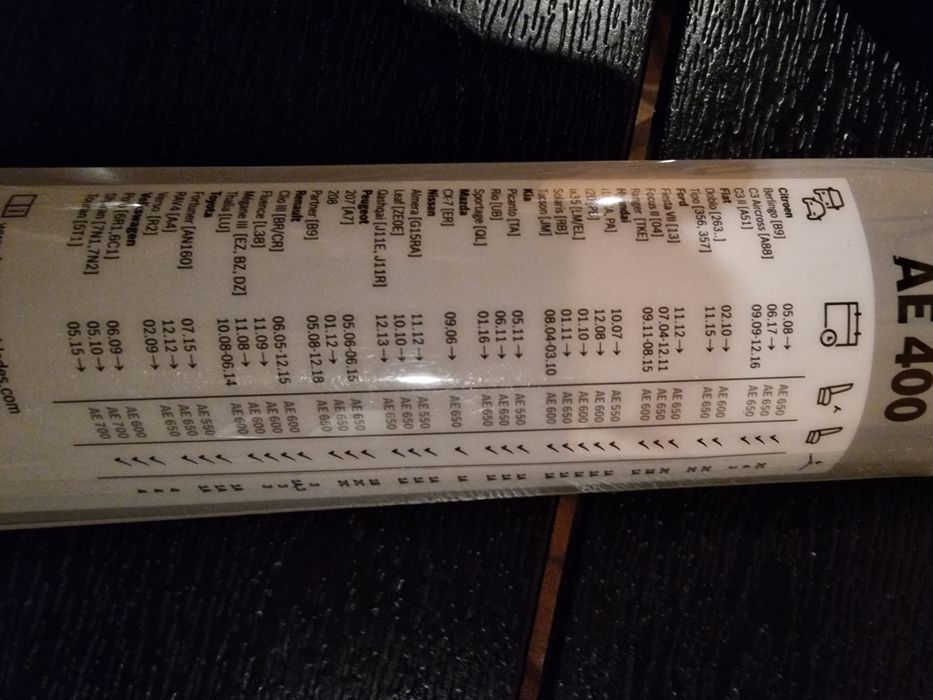 AE 400
Citroen
Berlingo [B9] 05.08 → AE 650 ✓
C3 Aircross [A88] 06.17 → AE 650 ✓
C3 II [A51] 09.09-12.16 AE 650 ✓
Fiat
Doblo [263..] 02.10 → AE 600 ✓
Tipo [356, 357] 11.15 → AE 650 ✓
Ford
Fiesta VII [13] 11.12 → AE 650 ✓
Focus II [04] 07.04-12.11 AE 650 ✓
Ranger [TKE] 09.11-08.15 AE 600 ✓
Hyundai
PA] 10.07 → AE 550 ✓
12.08 → AE 600 ✓
ix35 [LM/EL] 01.10 → AE 600 ✓
Solaris [RB] 01.11 → AE 650 ✓
Tucson [JM] 08.04-03.10 AE 600 ✓
Kia
Picanto [TA] 05.11 → AE 550 ✓
Rio [UB] 06.11 → AE 650 ✓
Sportage [QL] 01.16 → AE 650 ✓
Mazda
CX-7 [ER] 09.06 → AE 650 ✓
Nissan
Almera [G15RA] 11.12 → AE 550 ✓
Leaf [ZE0E] 10.10 → AE 650 ✓
Qashqai [J11E, J11R] 12.13 → AE 650 ✓
Peugeot
207 [A7] 05.06-06.15 AE 650 ✓
208 01.12 → AE 650 ✓
Partner [B9] 05.08-12.18 AE 650 ✓
Renault
Clio III [BR/CR] 06.05-12.15 AE 600 ✓
Fluence [L38] 11.09 → AE 600 ✓
Mégane III [EZ, BZ, DZ] 11.08 → AE 600 ✓
Thalia [LU] 10.08-06.14 AE 600 ✓
Toyota
Fortuner [AN160] 07.15 → AE 550 ✓
RAV4 [A4] 12.12 → AE 650 ✓
Verso [R2] 02.09 → AE 650 ✓
Volkswagen
[6R1,6C1] 06.09 → AE 600 ✓
[7N1, 7N2] 05.10 → AE 700 ✓
[5T1] 05.15 → AE 700 ✓